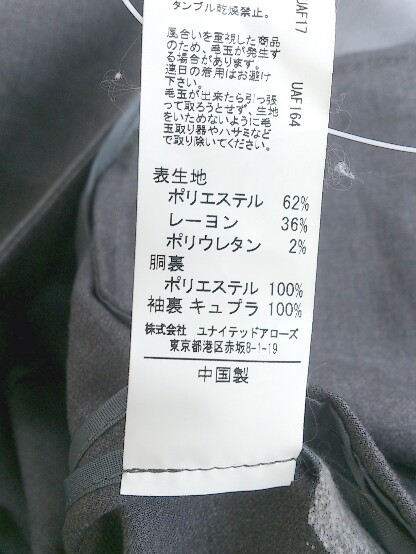 タンブル乾燥禁止。
風合いを重視した商品
のため、毛玉が発生す
る場合があります。
連日の着用はお避け
下さい。
毛玉が出来たら引っ張
って取ろうとせず、生地
をいためないように毛
玉取り器やハサミなど
で取り除いてください。
UAF17
UAF164
表生地
ポリエステル 62%
レーヨン 36%
ポリウレタン 2%
胴裏
ポリエステル 100%
袖裏 キュプラ 100%
株式会社 ユナイテッドアローズ
東京都港区赤坂8-1-19
中国製